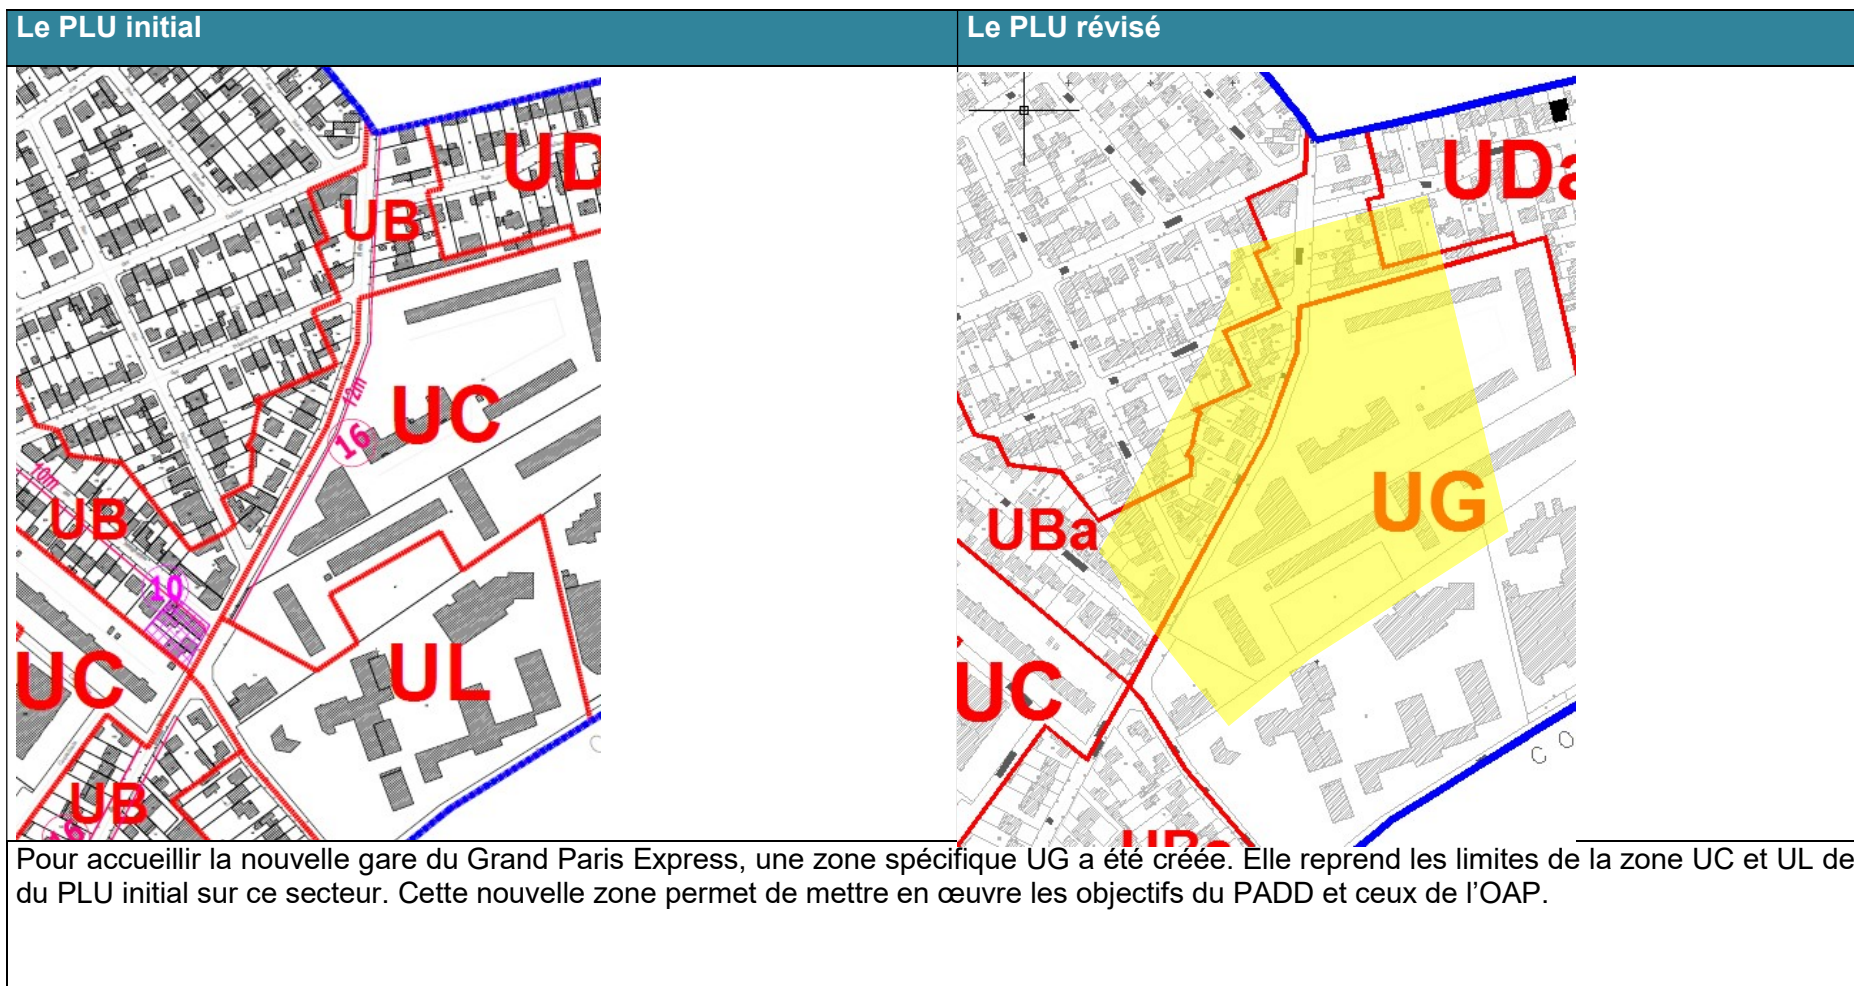 Le PLU initial
Le PLU révisé
UD
UB
12m
UC
16
10m
UB
10
UC
UL
UB
16
UDa
UG
UBa
UC
C O
Pour accueillir la nouvelle gare du Grand Paris Express, une zone spécifique UG a été créée. Elle reprend les limites de la zone UC et UL de
du PLU initial sur ce secteur. Cette nouvelle zone permet de mettre en œuvre les objectifs du PADD et ceux de l’OAP.